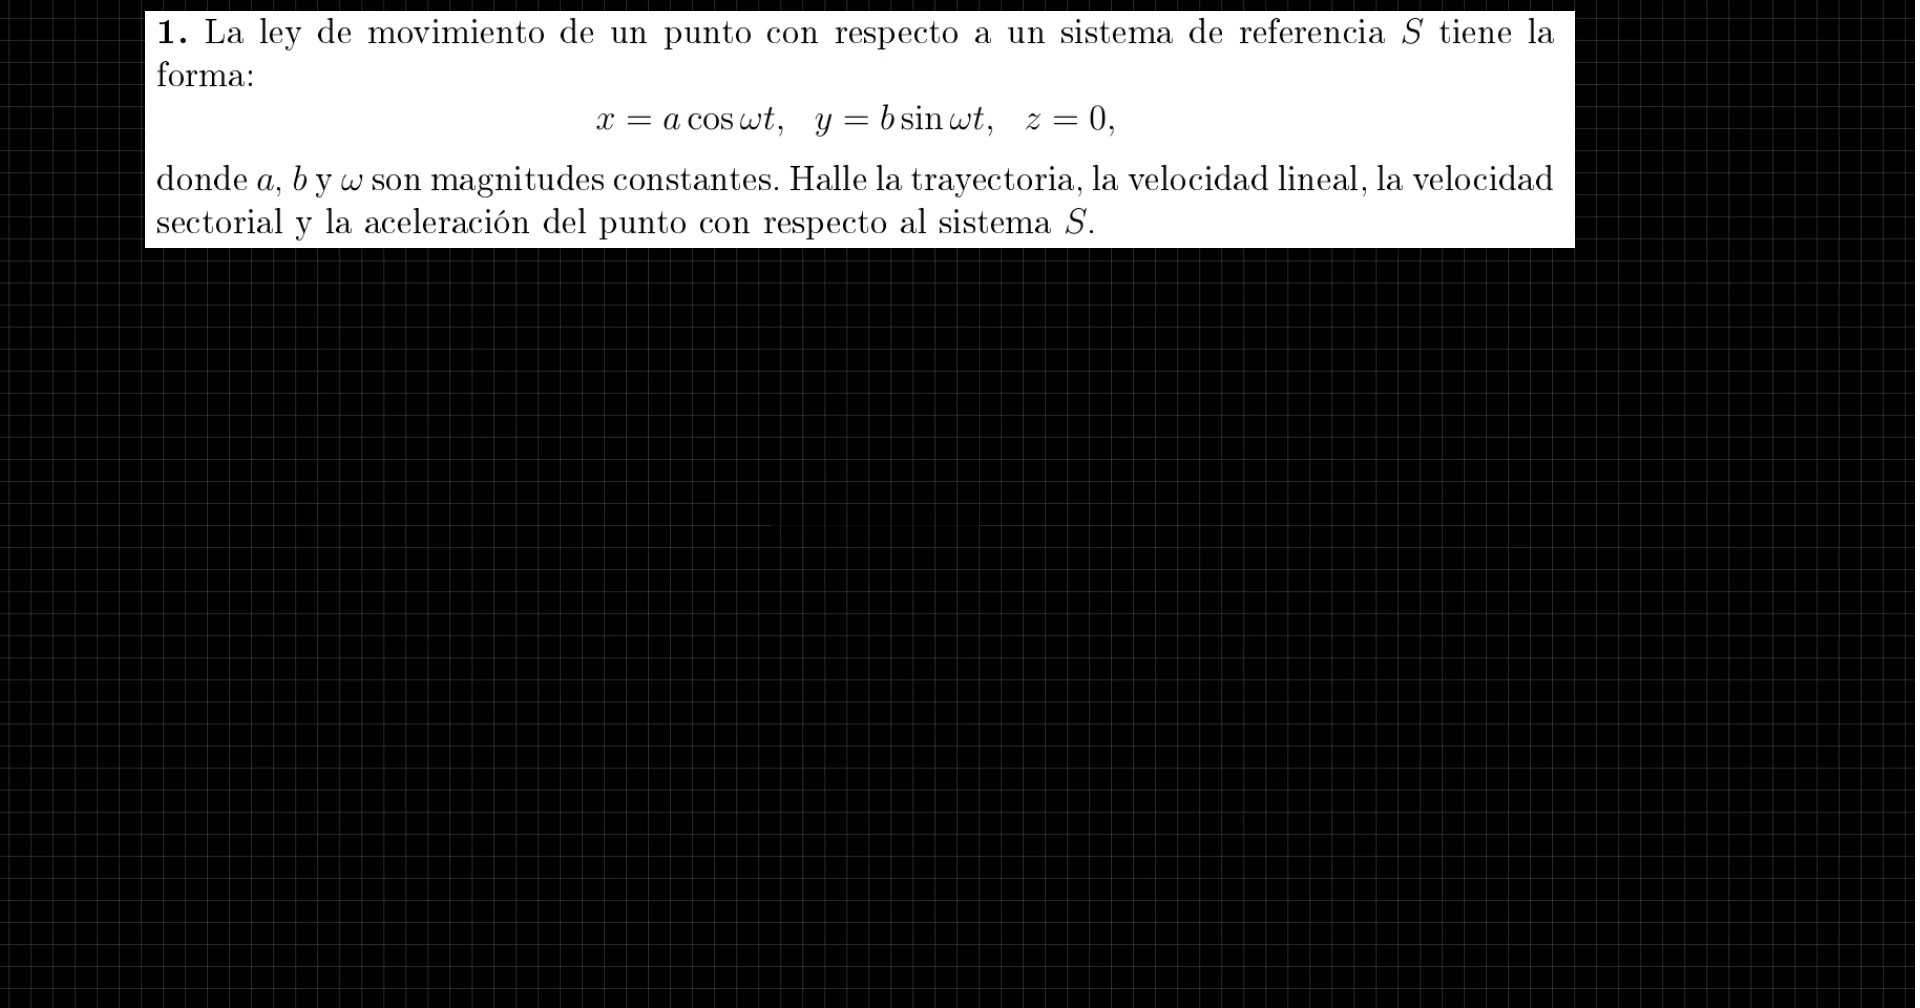 1. La ley de movimiento de un punto con respecto a un sistema de referencia S tiene la
forma:
x = a cos ωt, y = b sin ωt, z = 0,
donde a, b y ω son magnitudes constantes. Halle la trayectoria, la velocidad lineal, la velocidad
sectorial y la aceleración del punto con respecto al sistema S.